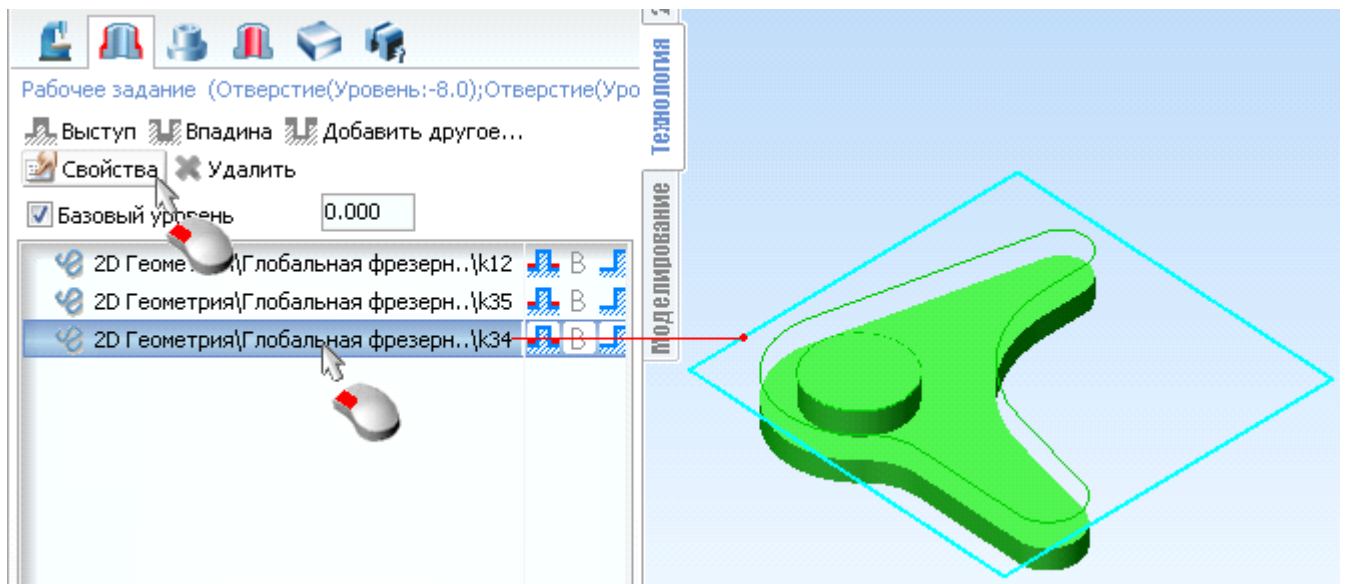 Рабочее задание (Отверстие(Уровень:-8.0);Отверстие(Уро
Выступ Впадина Добавить другое...
Свойства Удалить
Базовый уровень 0.000
2D Геоме я\Глобальная фрезерн..\k12 B
2D Геометрия\Глобальная фрезерн..\k35 B
2D Геометрия\Глобальная фрезерн..\k34 B
Технология
Моделирование